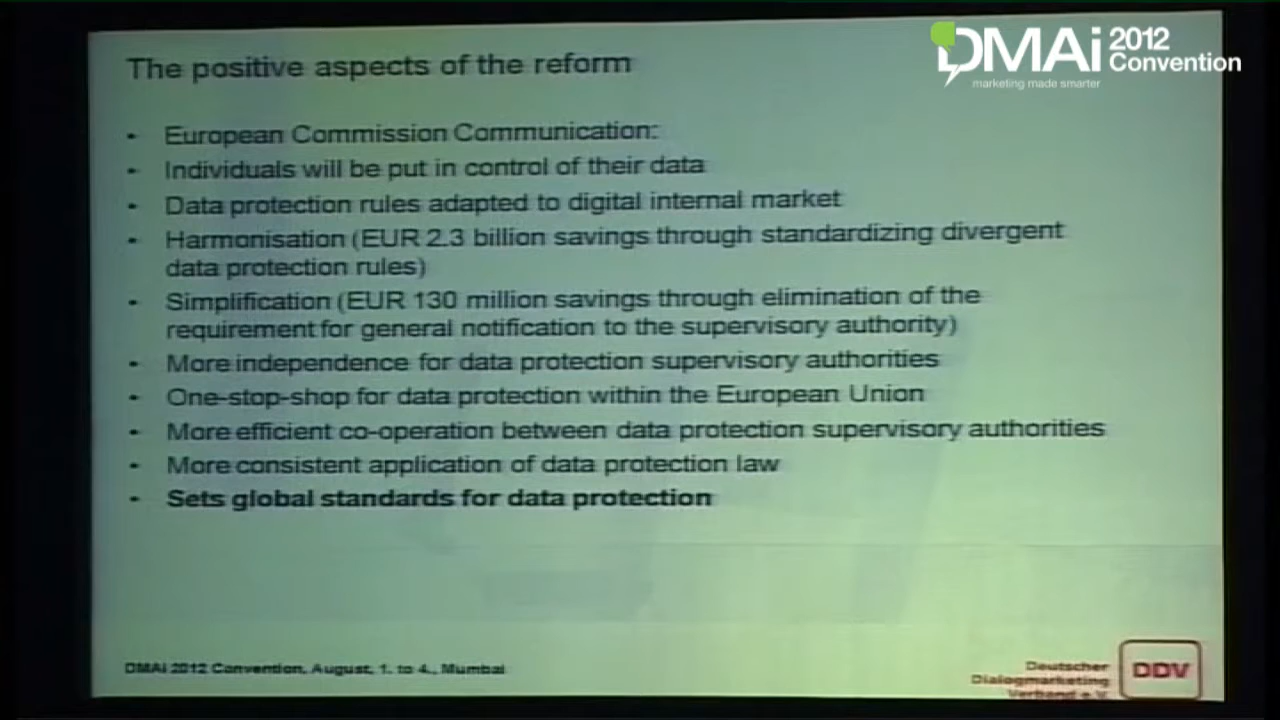 DMAi 2012
Convention
marketing made smarter
The positive aspects of the reform
• European Commission Communication:
• Individuals will be put in control of their data
• Data protection rules adapted to digital internal market
• Harmonisation (EUR 2.3 billion savings through standardizing divergent
data protection rules)
• Simplification (EUR 130 million savings through elimination of the
requirement for general notification to the supervisory authority)
• More independence for data protection supervisory authorities
• One-stop-shop for data protection within the European Union
• More efficient co-operation between data protection supervisory authorities
• More consistent application of data protection law
• Sets global standards for data protection
DMAi 2012 Convention, August, 1. to 4., Mumbai
Deutscher
Dialogmarketing
Verband e.V.
DDV